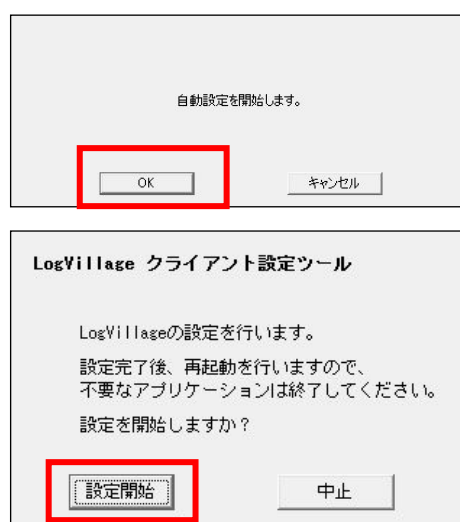 自動設定を開始します。
OK
キャンセル
LogVillage クライアント設定ツール
LogVillageの設定を行います。
設定完了後、再起動を行いますので、
不要なアプリケーションは終了してください。
設定を開始しますか？
設定開始
中止